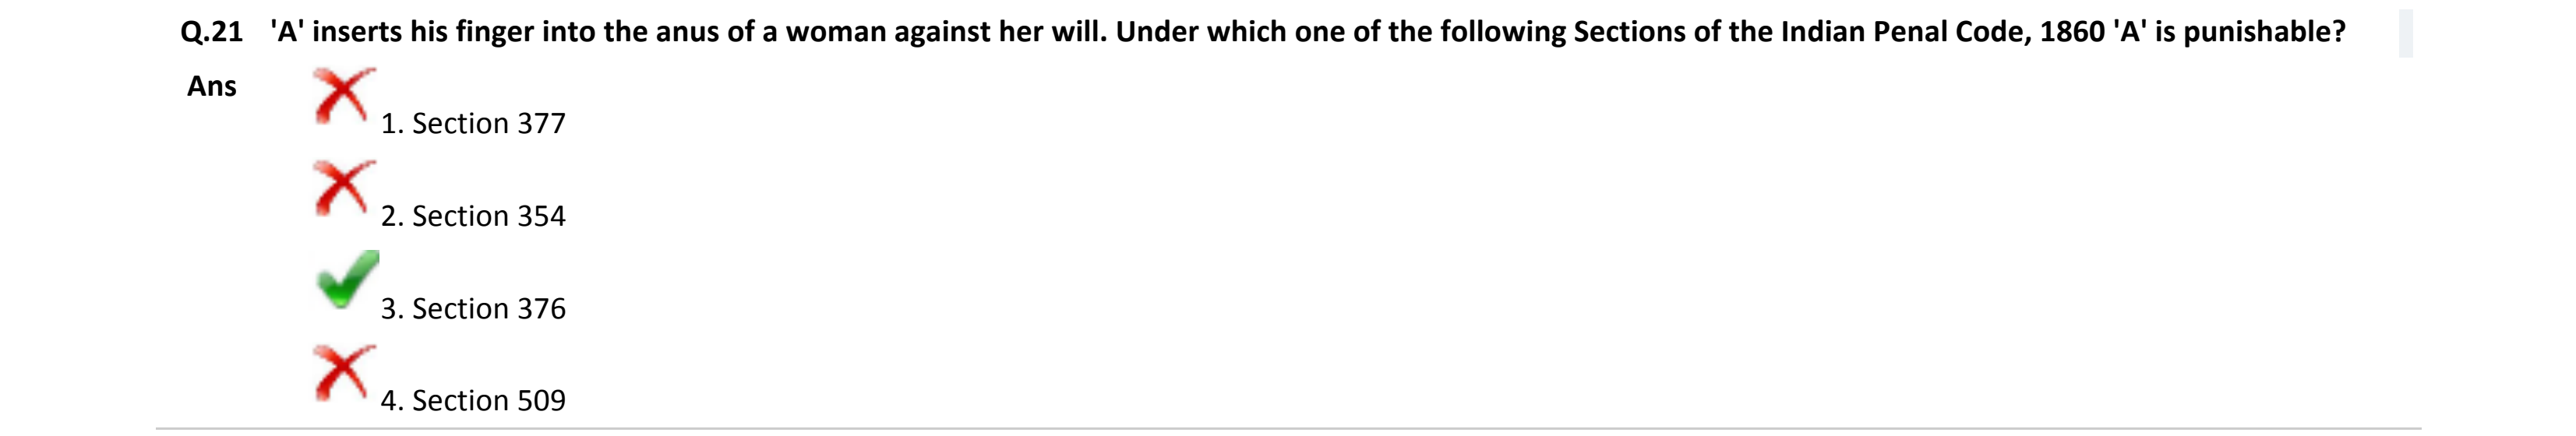 Q.21 'A' inserts his finger into the anus of a woman against her will. Under which one of the following Sections of the Indian Penal Code, 1860 'A' is punishable?
Ans
1. Section 377
2. Section 354
3. Section 376
4. Section 509